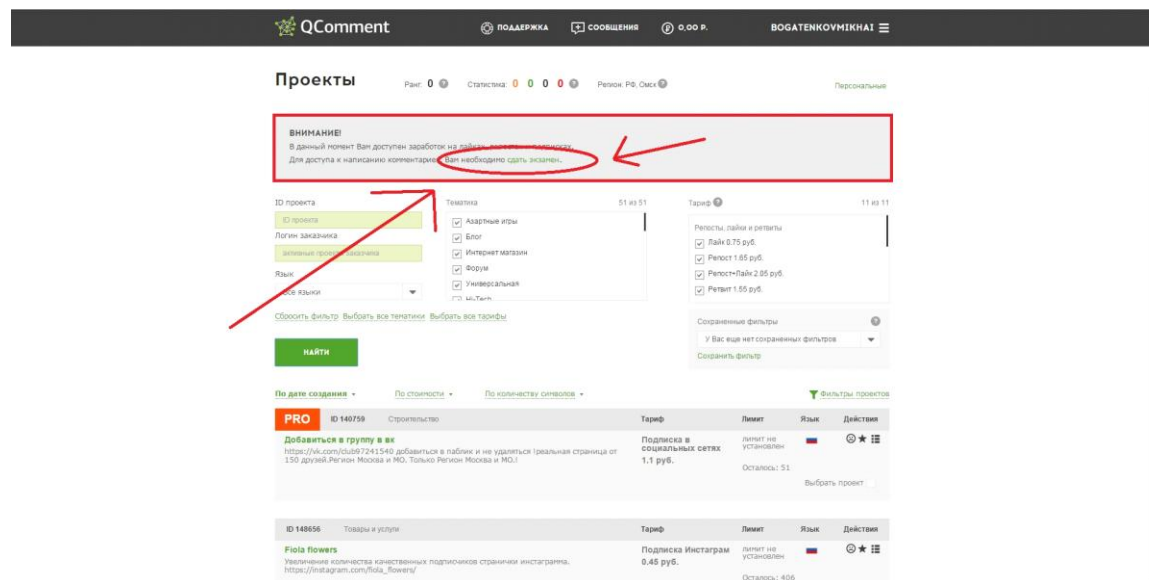 QComment
ПОДДЕРЖКА
СООБЩЕНИЯ
0,00 Р.
BOGATENKOVMIKHAI
Проекты
Ранг: 0
Статистика: 0 0 0 0
Регион: РФ, Омск
Персональные
ВНИМАНИЕ!
В данный момент Вам доступен заработок на лайках,
Для доступа к написанию комментариев Вам необходимо сдать экзамен.
ID проекта
Тематика
51 из 51
Тариф
11 из 11
ID проекта
Азартные игры
Репосты, лайки и ретвиты
Логин заказчика
Блог
Лайк 0.75 руб.
активные проекты заказчика
Интернет магазин
Репост 1.65 руб.
Форум
Репост+Лайк 2.05 руб.
Язык
Универсальная
Ретвит 1.55 руб.
Все языки
Hi-Tech
Сбросить фильтр Выбрать все тематики Выбрать все тарифы
Сохраненные фильтры
У Вас еще нет сохраненных фильтров
НАЙТИ
Сохранить фильтр
По дате создания
По стоимости
По количеству символов
Фильтры проектов
PRO
ID 140759
Строительство
Тариф
Лимит
Язык
Действия
Добавиться в группу в вк
https://vk.com/club97241540 добавиться в паблик и не удаляться !реальная страница от
150 друзей.Регион Москва и МО. Только Регион Москва и МО.!
Подписка в
социальных сетях
1.1 руб.
лимит не
установлен
Осталось: 51
Выбрать проект
ID 148656
Товары и услуги
Тариф
Лимит
Язык
Действия
Fiola flowers
Увеличение количества качественных подписчиков странички инстаграмма.
https://instagram.com/fiola_flowers/
Подписка Инстаграм
0.45 руб.
лимит не
установлен
Осталось: 406